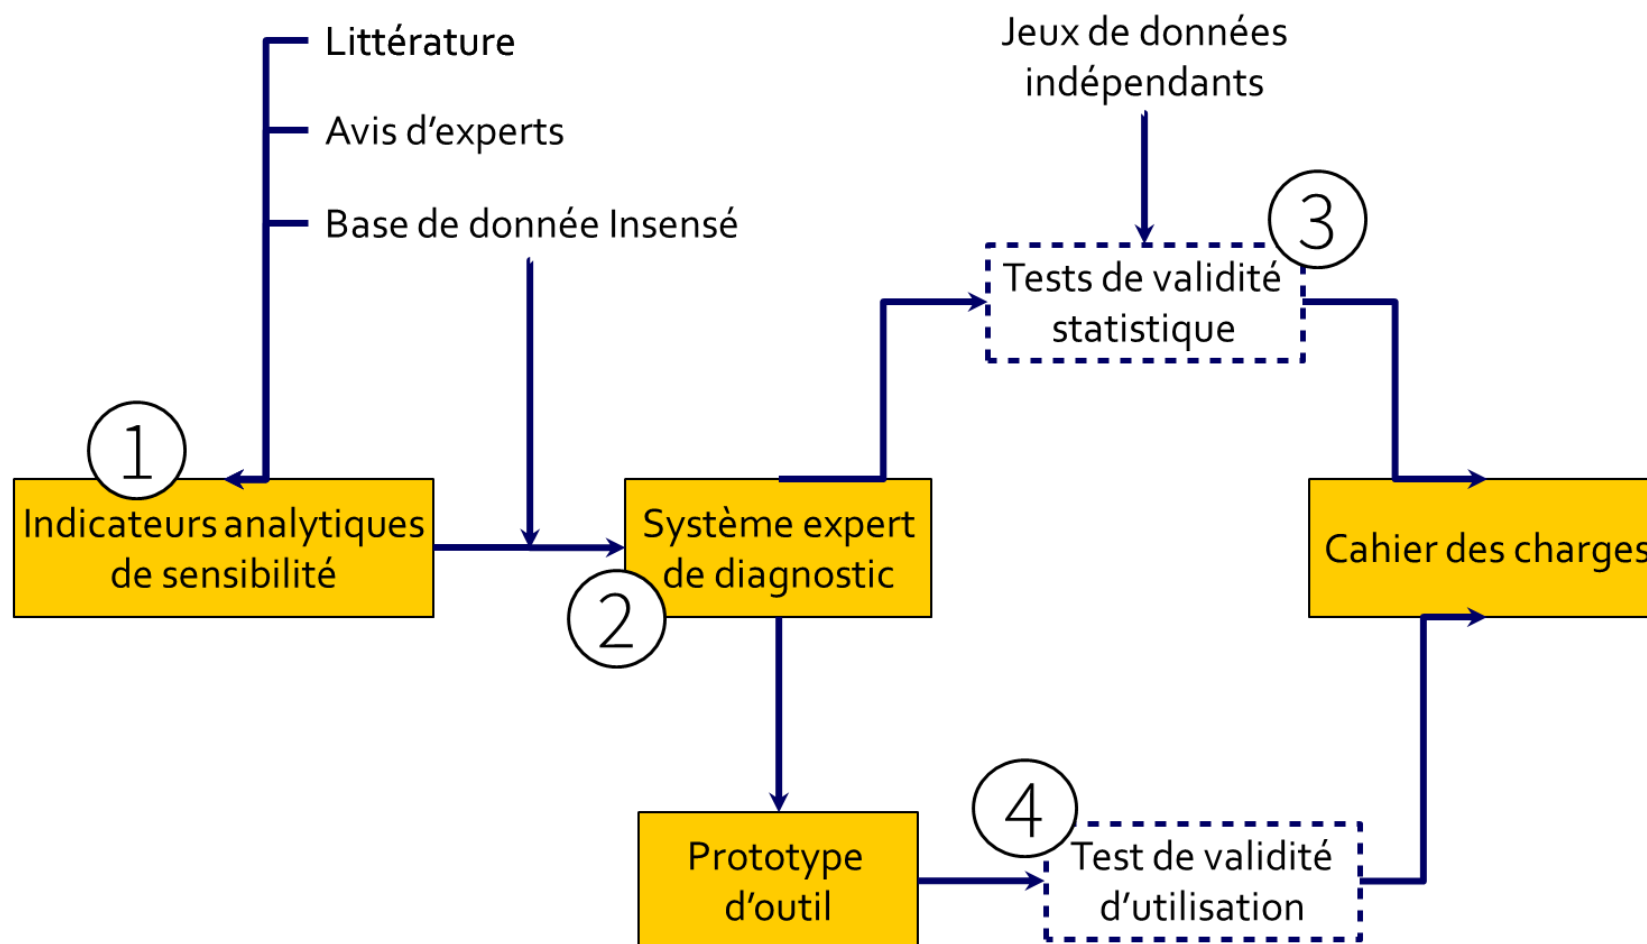 Littérature
Avis d’experts
Base de donnée Insensé
Jeux de données
indépendants
3
Tests de validité
statistique
1
Indicateurs analytiques
de sensibilité
2
Système expert
de diagnostic
Cahier des charges
Prototype
d’outil
4
Test de validité
d’utilisation